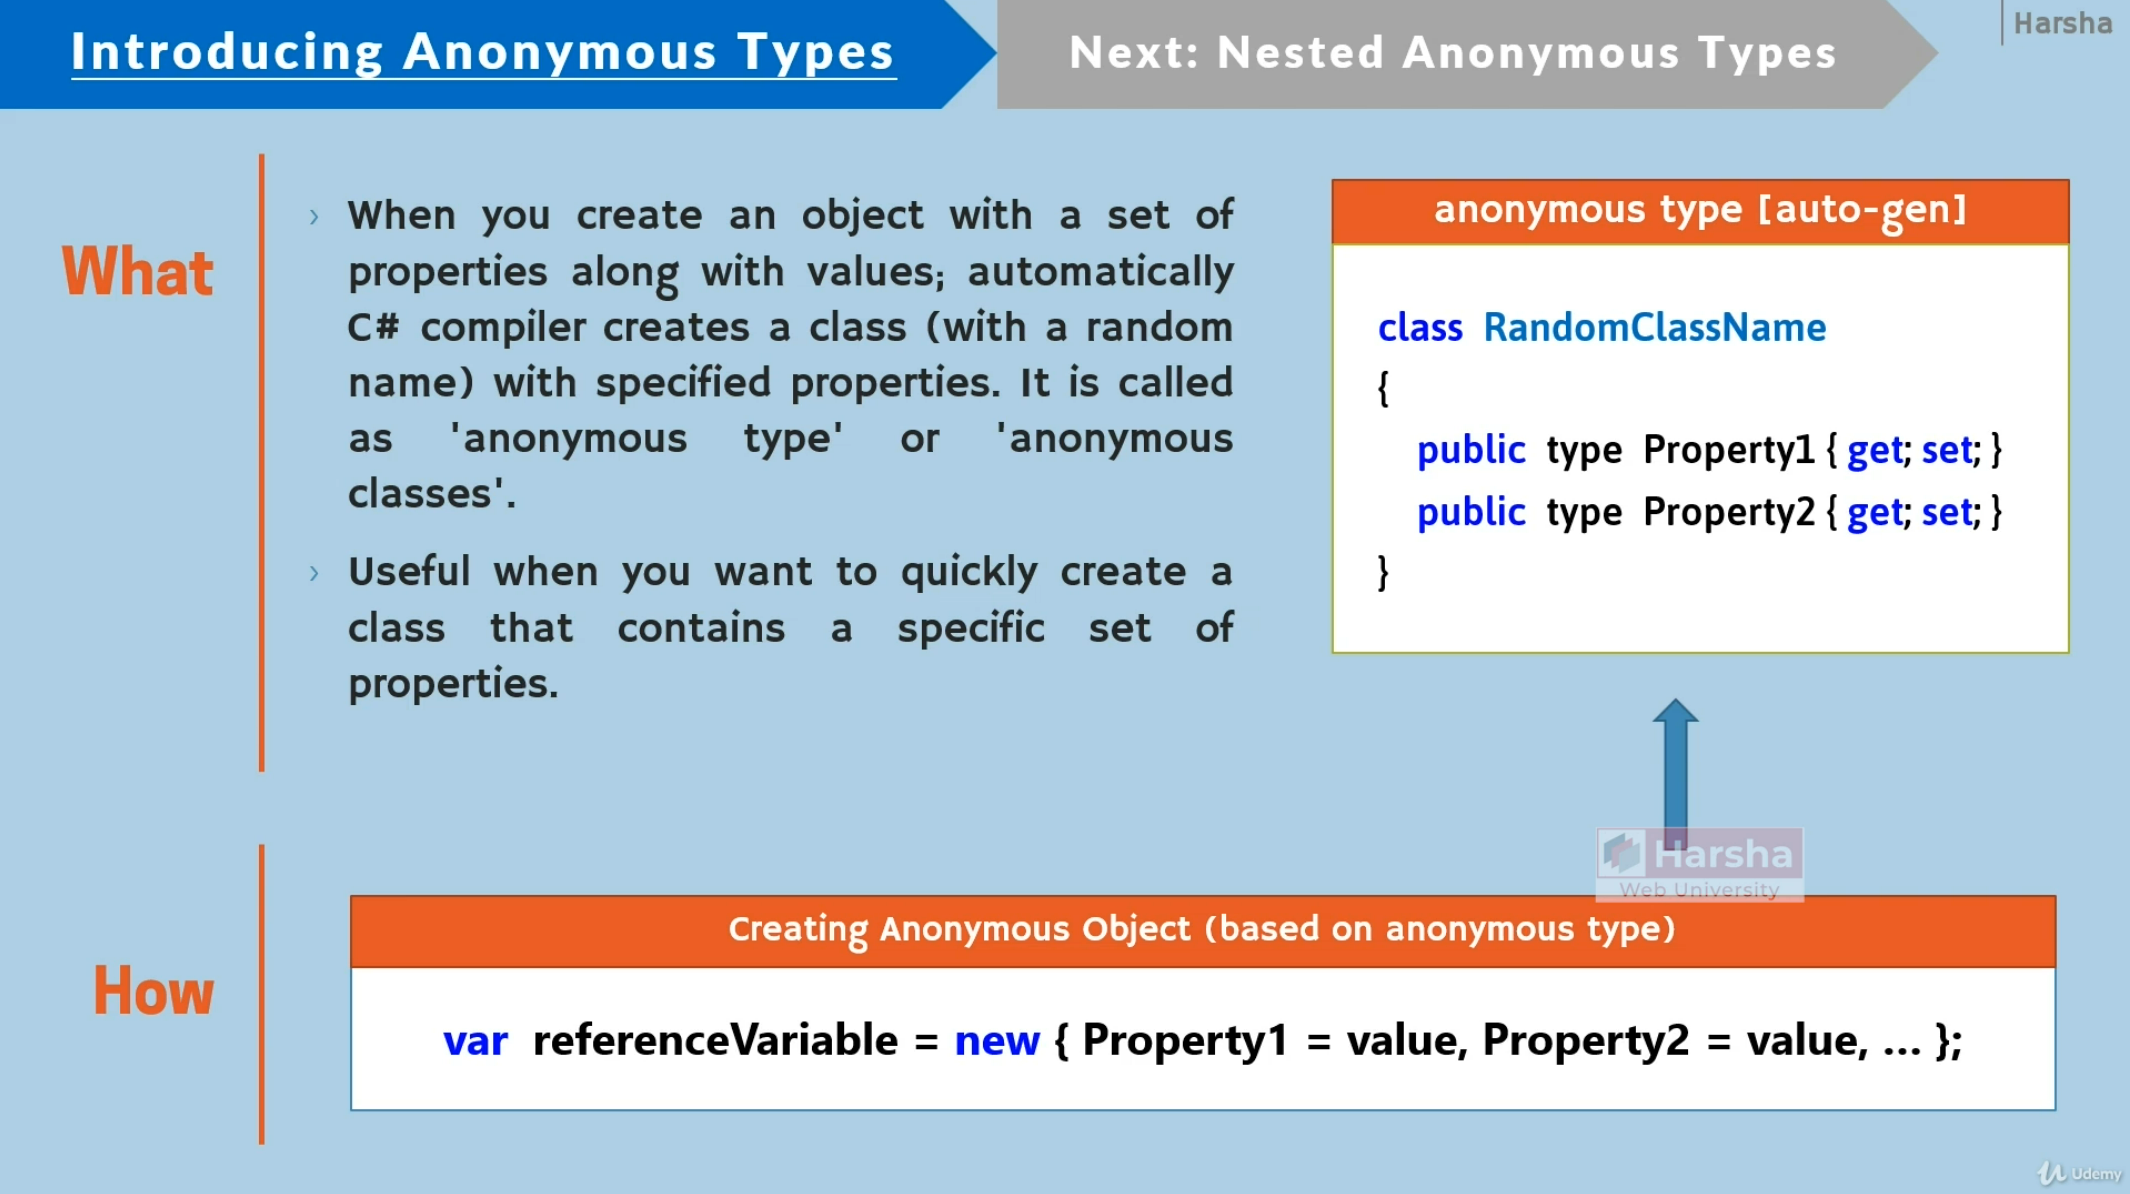 Introducing Anonymous Types
Next: Nested Anonymous Types
Harsha
What
› When you create an object with a set of
properties along with values; automatically
C# compiler creates a class (with a random
name) with specified properties. It is called
as 'anonymous type' or 'anonymous
classes'.
› Useful when you want to quickly create a
class that contains a specific set of
properties.
anonymous type [auto-gen]
class RandomClassName
{
public type Property1 { get; set; }
public type Property2 { get; set; }
}
Harsha
Web University
How
Creating Anonymous Object (based on anonymous type)
var referenceVariable = new { Property1 = value, Property2 = value, ... };
Udemy